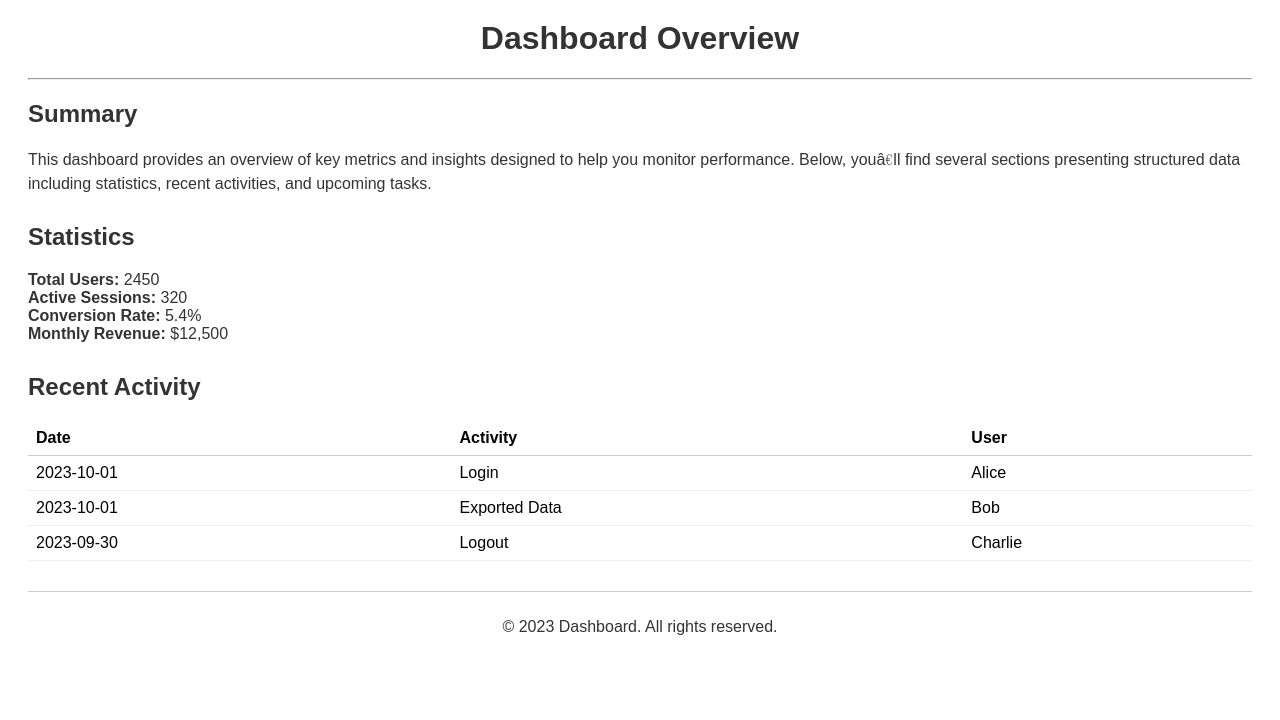 Dashboard Overview
Summary
This dashboard provides an overview of key metrics and insights designed to help you monitor performance. Below, youâ€ll find several sections presenting structured data
including statistics, recent activities, and upcoming tasks.
Statistics
Total Users: 2450
Active Sessions: 320
Conversion Rate: 5.4%
Monthly Revenue: $12,500
Recent Activity
Date Activity User
2023-10-01 Login Alice
2023-10-01 Exported Data Bob
2023-09-30 Logout Charlie
© 2023 Dashboard. All rights reserved.